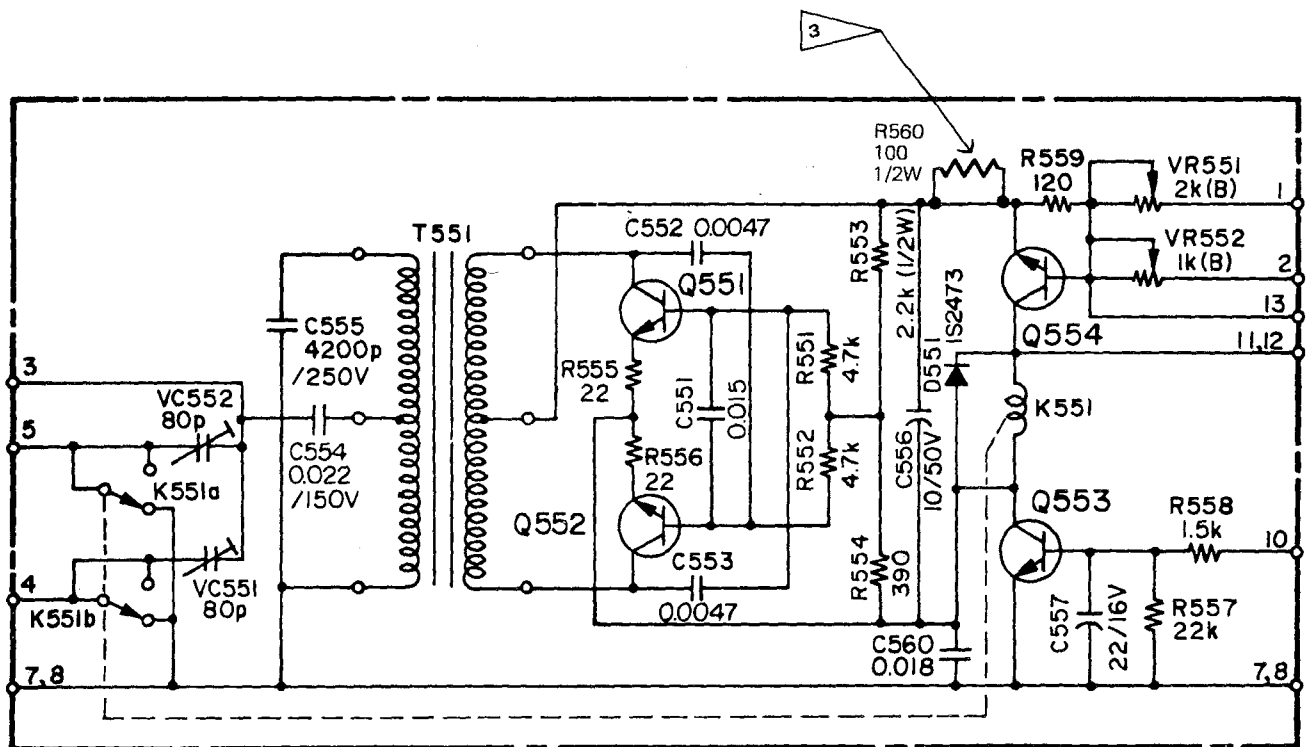 3
R560
100
1/2W
R559
120
VR551
2k(B)
1
T551
C552 0.0047
R553
2.2k (1/2W)
VR552
1k(B)
2
Q551
1S2473
13
C555
4200p
/250V
Q554
11,12
3
R555
22
C551
0.015
R551
4.7k
D551
VC552
80p
K551
5
C554
0.022
/150V
R556
22
R552
4.7k
C556
10/50V
K551a
Q552
Q553
R558
1.5k
10
VC551
80p
C553
0.0047
R554
390
4
K551b
C557
22/16V
R557
22k
C560
0.018
7,8
7,8